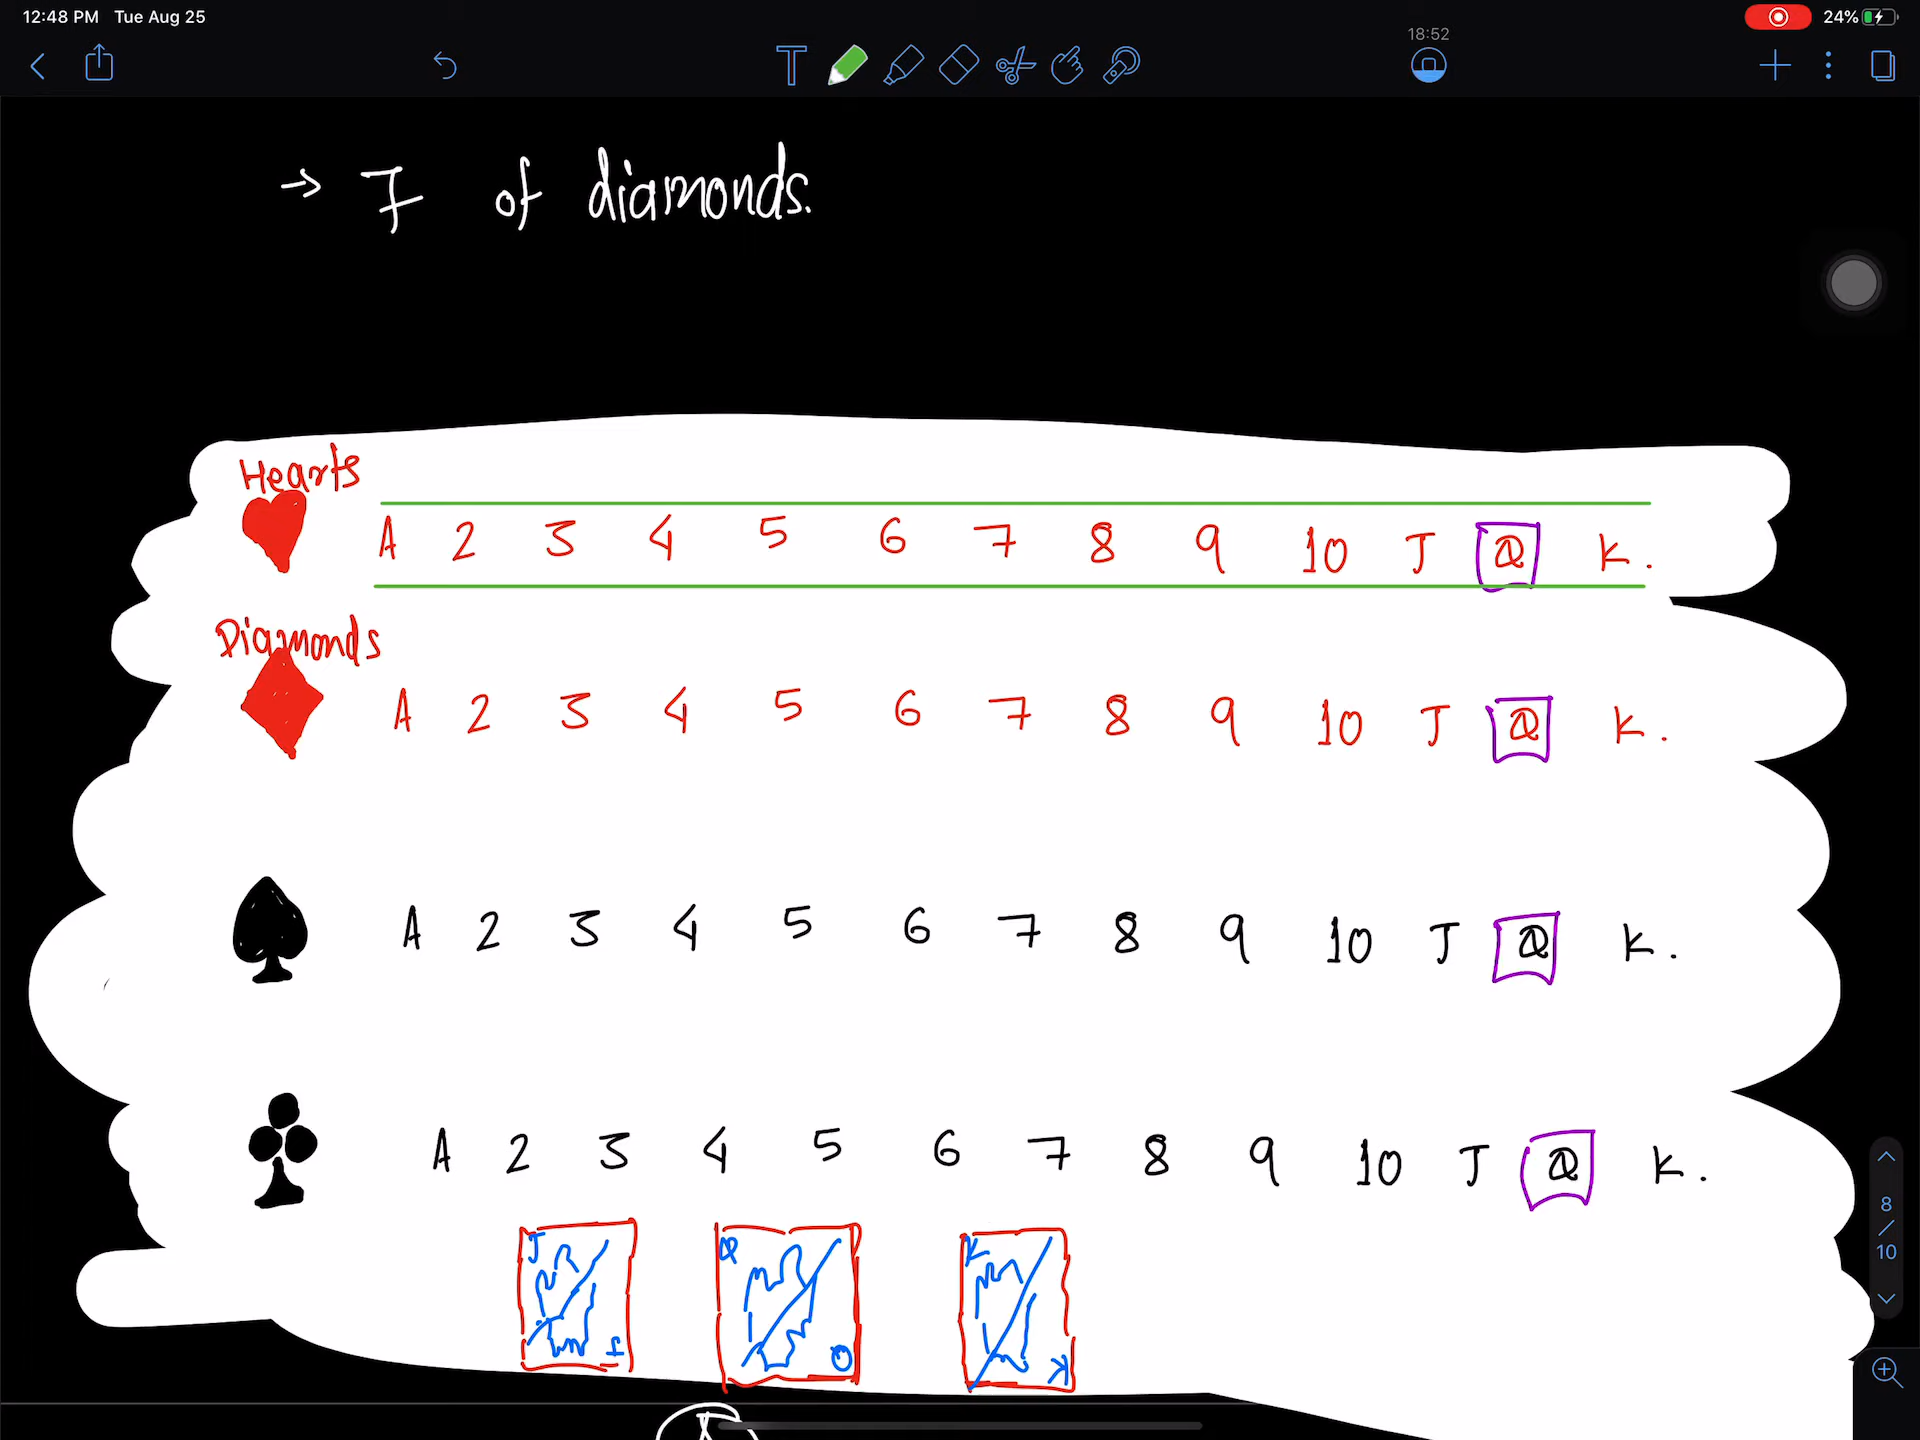 12:48 PM Tue Aug 25
24%
18:52
→ 7 of diamonds.
Hearts
A 2 3 4 5 6 7 8 9 10 J Q K.
Diamonds
A 2 3 4 5 6 7 8 9 10 J Q K.
A 2 3 4 5 6 7 8 9 10 J Q K.
A 2 3 4 5 6 7 8 9 10 J Q K.
J Q K
8
/
10